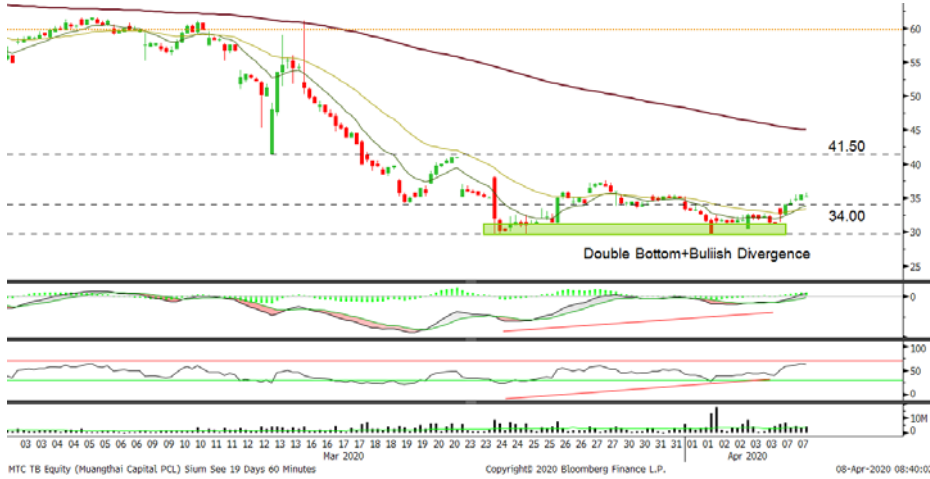 60
55
50
45
41.50
40
35
34.00
30
Double Bottom+Buliish Divergence
25
0
100
50
0
10M
0
03 03 04 04 05 05 06 06 09 09 10 10 11 11 12 12 13 13 16 16 17 17 18 18 19 19 20 20 23 23 24 24 25 25 26 26 27 27 30 30 31 31 01 01 02 02 03 03 07 07
Mar 2020
Apr 2020
MTC TB Equity (Muangthai Capital PCL) Sium See 19 Days 60 Minutes
Copyright© 2020 Bloomberg Finance L.P.
08-Apr-2020 08:40:02